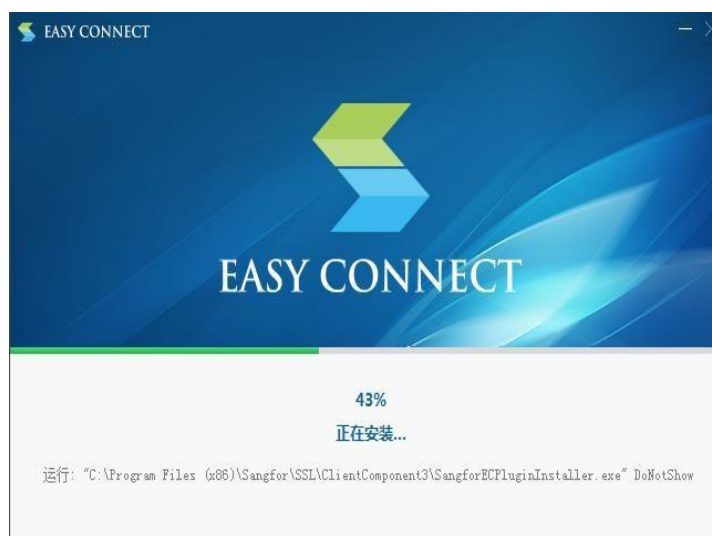 EASY CONNECT
EASY CONNECT
43%
正在安装...
运行: "C:\Program Files (x86)\Sangfor\SSL\ClientComponent3\SangforECPluginInstaller.exe" DoNotShow